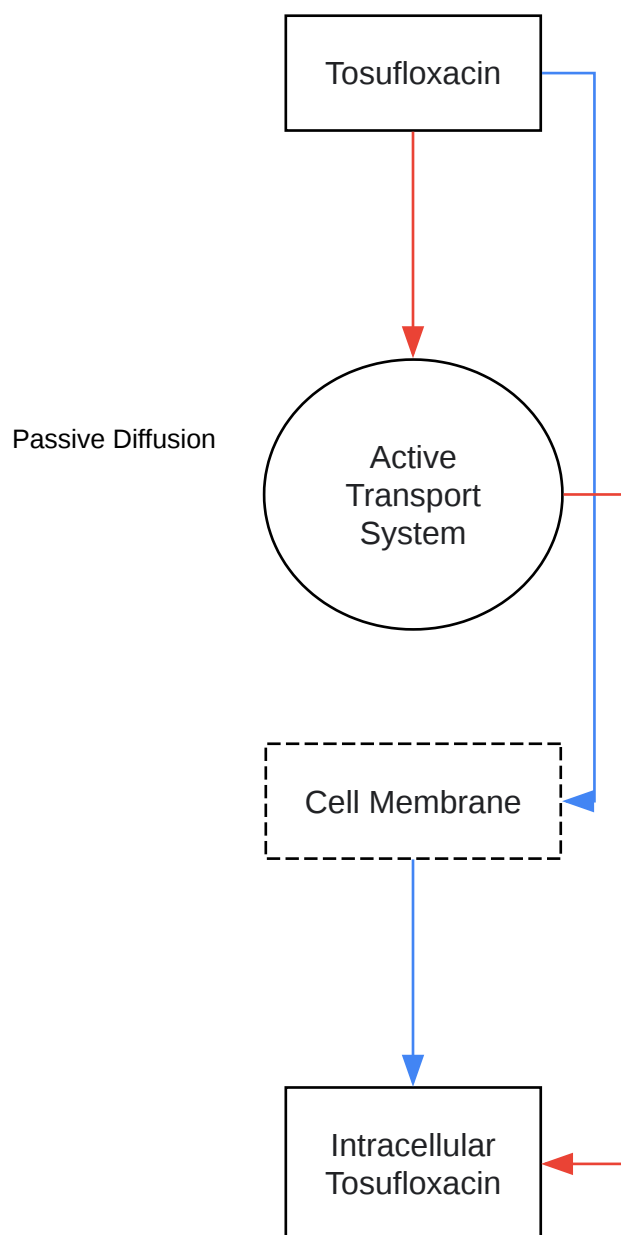 Tosufloxacin
Passive Diffusion
Active
Transport
System
Cell Membrane
Intracellular
Tosufloxacin